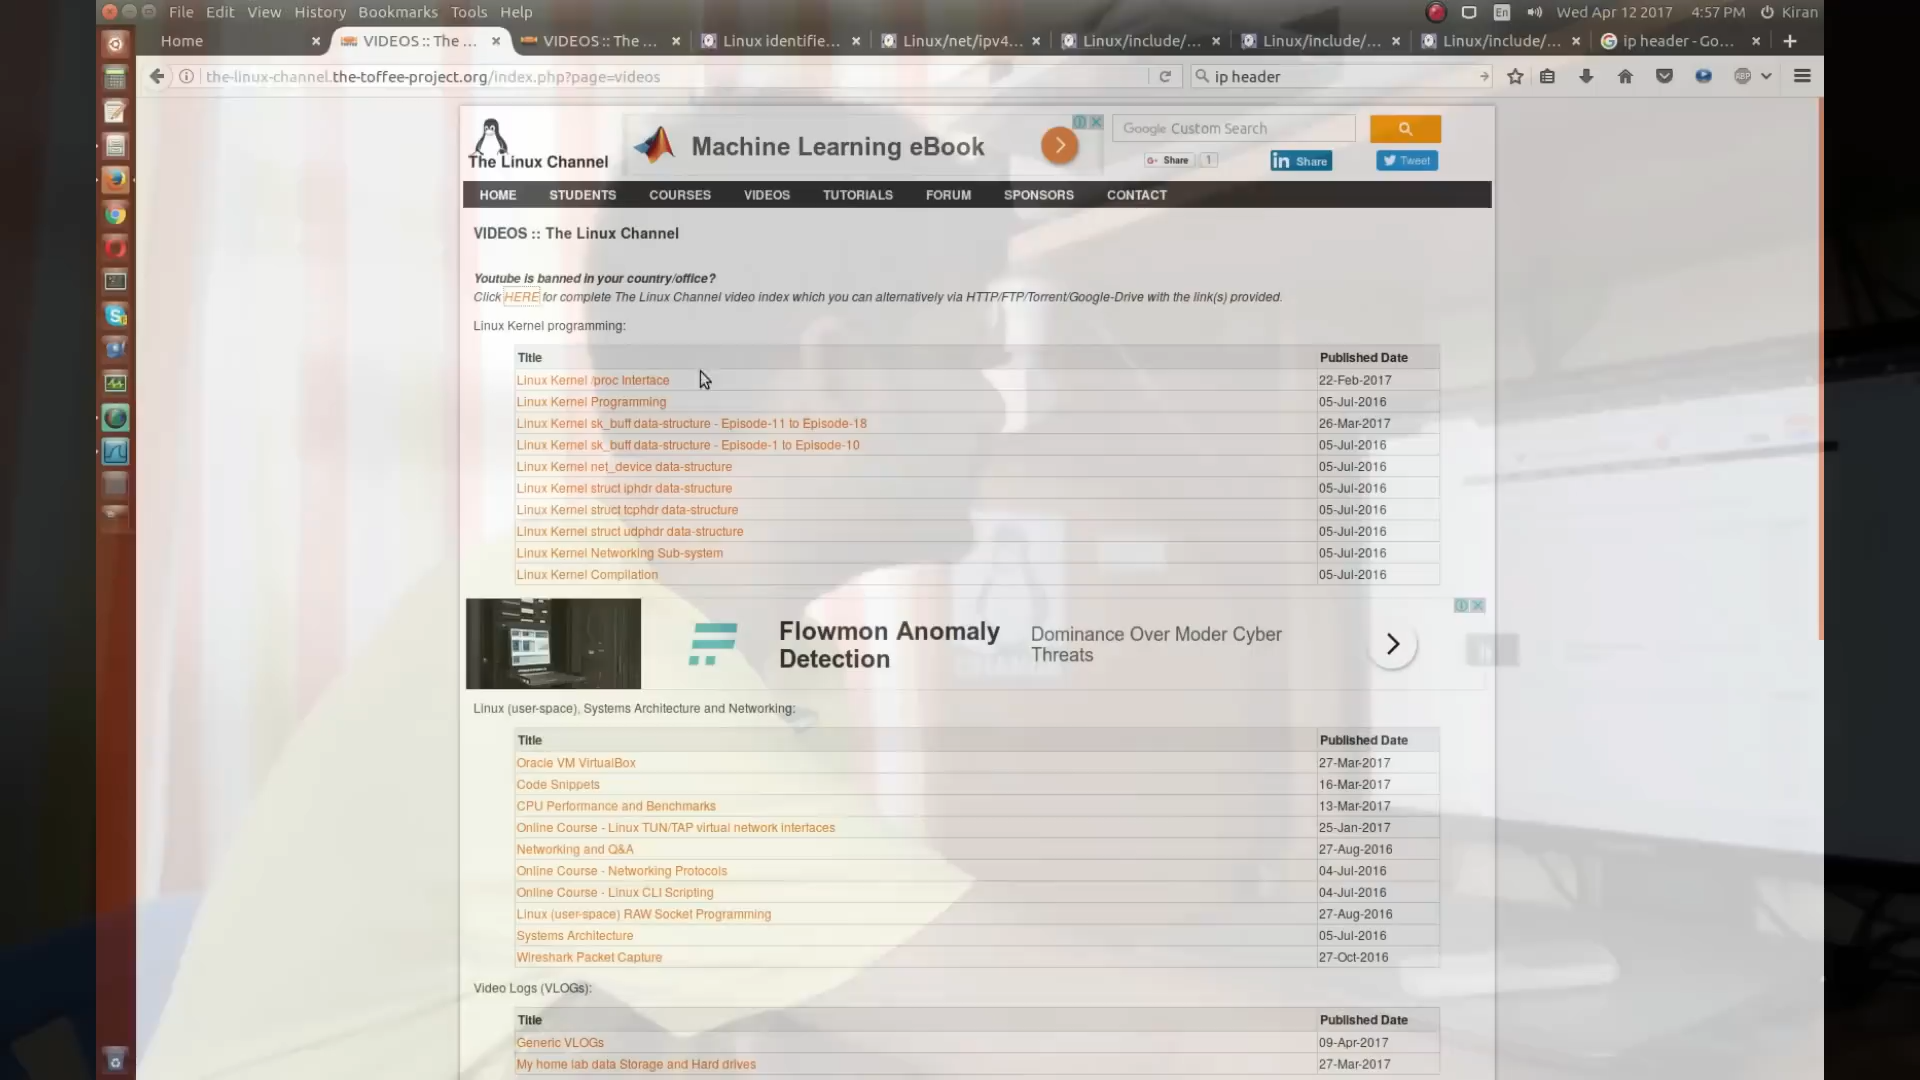 File Edit View History Bookmarks Tools Help
En Wed Apr 12 2017 4:57 PM Kiran
Home VIDEOS :: The ... VIDEOS :: The ... Linux identifie... Linux/net/ipv4... Linux/include/... Linux/include/... Linux/include/... ip header - Go...
the-linux-channel.the-toffee-project.org/index.php?page=videos ip header ABP
The Linux Channel
Machine Learning eBook
Google Custom Search
G+ Share 1 in Share Tweet
HOME STUDENTS COURSES VIDEOS TUTORIALS FORUM SPONSORS CONTACT
VIDEOS :: The Linux Channel
Youtube is banned in your country/office?
Click HERE for complete The Linux Channel video index which you can alternatively via HTTP/FTP/Torrent/Google-Drive with the link(s) provided.
Linux Kernel programming:
Title Published Date
Linux Kernel /proc Interface 22-Feb-2017
Linux Kernel Programming 05-Jul-2016
Linux Kernel sk_buff data-structure - Episode-11 to Episode-18 26-Mar-2017
Linux Kernel sk_buff data-structure - Episode-1 to Episode-10 05-Jul-2016
Linux Kernel net_device data-structure 05-Jul-2016
Linux Kernel struct iphdr data-structure 05-Jul-2016
Linux Kernel struct tcphdr data-structure 05-Jul-2016
Linux Kernel struct udphdr data-structure 05-Jul-2016
Linux Kernel Networking Sub-system 05-Jul-2016
Linux Kernel Compilation 05-Jul-2016
Flowmon Anomaly Detection
Dominance Over Moder Cyber Threats
Linux (user-space), Systems Architecture and Networking:
Title Published Date
Oracle VM VirtualBox 27-Mar-2017
Code Snippets 16-Mar-2017
CPU Performance and Benchmarks 13-Mar-2017
Online Course - Linux TUN/TAP virtual network interfaces 25-Jan-2017
Networking and Q&A 27-Aug-2016
Online Course - Networking Protocols 04-Jul-2016
Online Course - Linux CLI Scripting 04-Jul-2016
Linux (user-space) RAW Socket Programming 27-Aug-2016
Systems Architecture 05-Jul-2016
Wireshark Packet Capture 27-Oct-2016
Video Logs (VLOGs):
Title Published Date
Generic VLOGs 09-Apr-2017
My home lab data Storage and Hard drives 27-Mar-2017